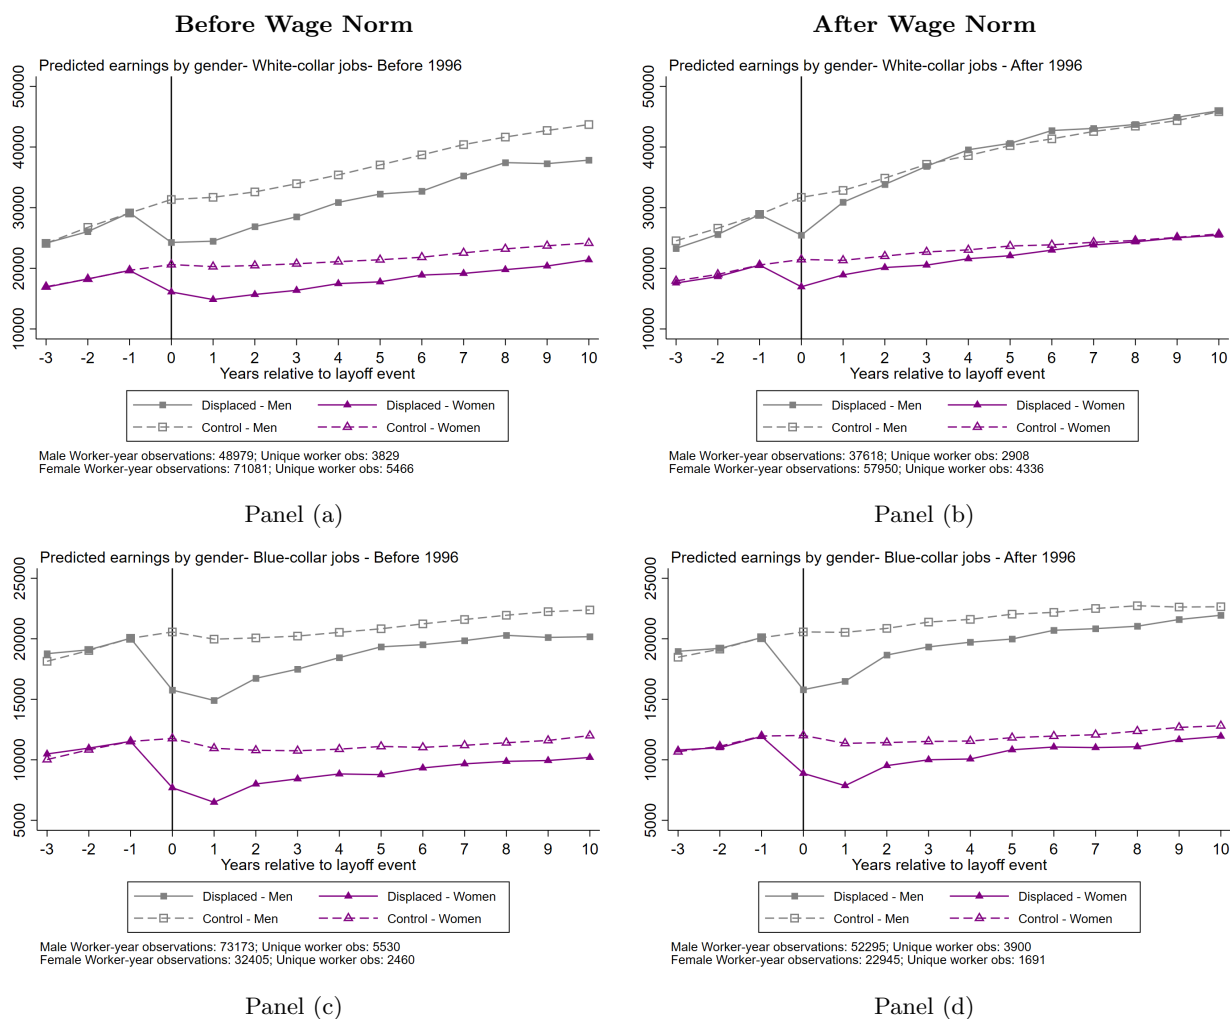 Before Wage Norm
After Wage Norm
Predicted earnings by gender- White-collar jobs- Before 1996
50000
40000
30000
20000
10000
-3 -2 -1 0 1 2 3 4 5 6 7 8 9 10
Years relative to layoff event
Displaced - Men
Displaced - Women
Control - Men
Control - Women
Male Worker-year observations: 48979; Unique worker obs: 3829
Female Worker-year observations: 71081; Unique worker obs: 5466
Panel (a)
Predicted earnings by gender- White-collar jobs - After 1996
50000
40000
30000
20000
10000
-3 -2 -1 0 1 2 3 4 5 6 7 8 9 10
Years relative to layoff event
Displaced - Men
Displaced - Women
Control - Men
Control - Women
Male Worker-year observations: 37618; Unique worker obs: 2908
Female Worker-year observations: 57950; Unique worker obs: 4336
Panel (b)
Predicted earnings by gender- Blue-collar jobs - Before 1996
25000
20000
15000
10000
5000
-3 -2 -1 0 1 2 3 4 5 6 7 8 9 10
Years relative to layoff event
Displaced - Men
Displaced - Women
Control - Men
Control - Women
Male Worker-year observations: 73173; Unique worker obs: 5530
Female Worker-year observations: 32405; Unique worker obs: 2460
Panel (c)
Predicted earnings by gender- Blue-collar jobs - After 1996
25000
20000
15000
10000
5000
-3 -2 -1 0 1 2 3 4 5 6 7 8 9 10
Years relative to layoff event
Displaced - Men
Displaced - Women
Control - Men
Control - Women
Male Worker-year observations: 52295; Unique worker obs: 3900
Female Worker-year observations: 22945; Unique worker obs: 1691
Panel (d)